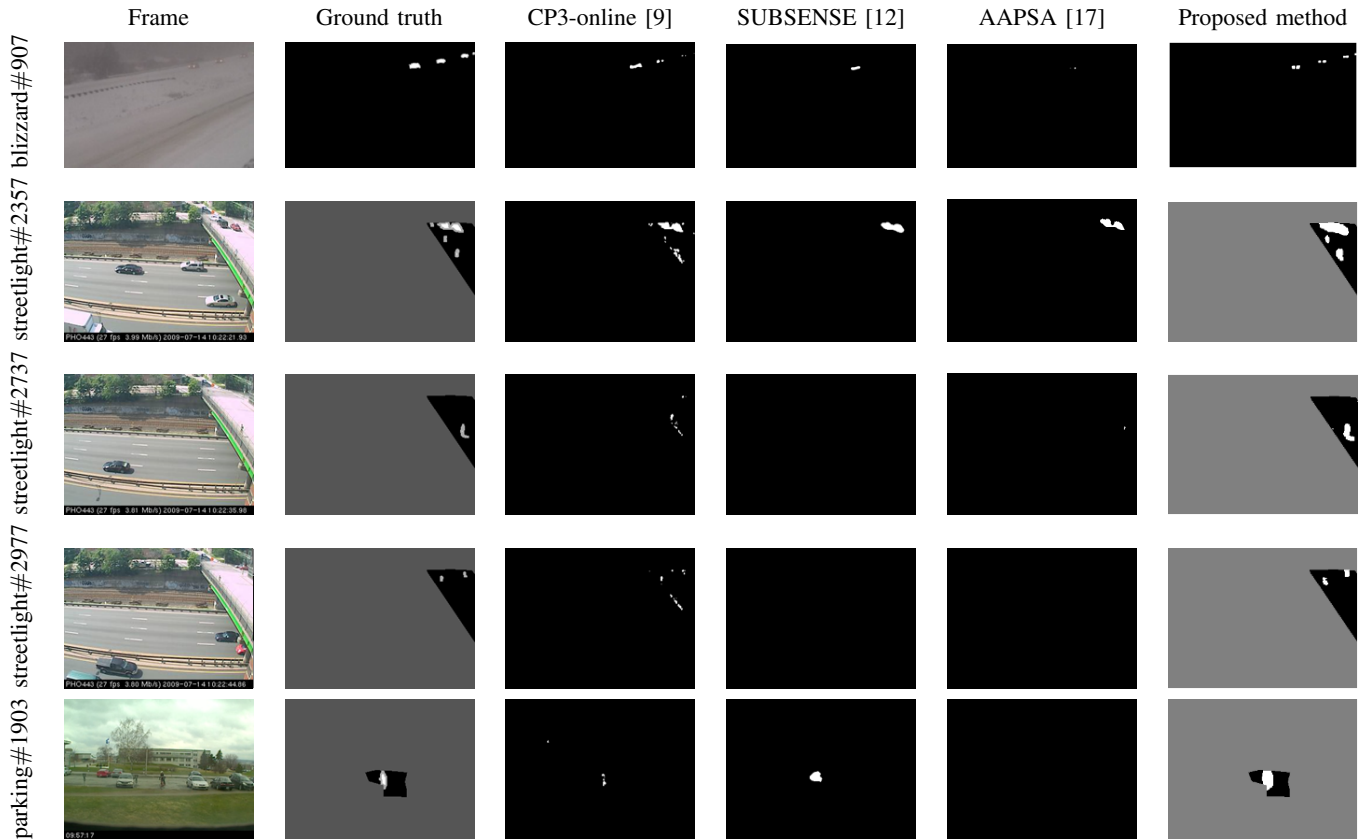 Frame
Ground truth
CP3-online [9]
SUBSENSE [12]
AAPSA [17]
Proposed method
blizzard#907
streetlight#2357
PHO443 (27 fps 3.99 Mb/s) 2009-07-14 10:22:21.93
streetlight#2737
PHO443 (27 fps 3.81 Mb/s) 2009-07-14 10:22:35.98
streetlight#2977
PHO443 (27 fps 3.80 Mb/s) 2009-07-14 10:22:44.86
parking#1903
09:57:17